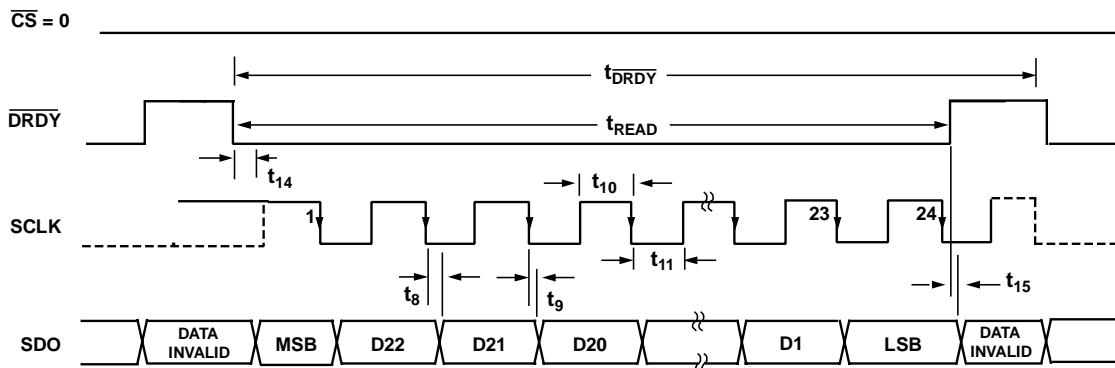 CS = 0
tDRDY
DRDY
tREAD
t14
t10
SCLK
1
23
24
t11
t8
t9
t15
SDO
DATA INVALID
MSB
D22
D21
D20
D1
LSB
DATA INVALID